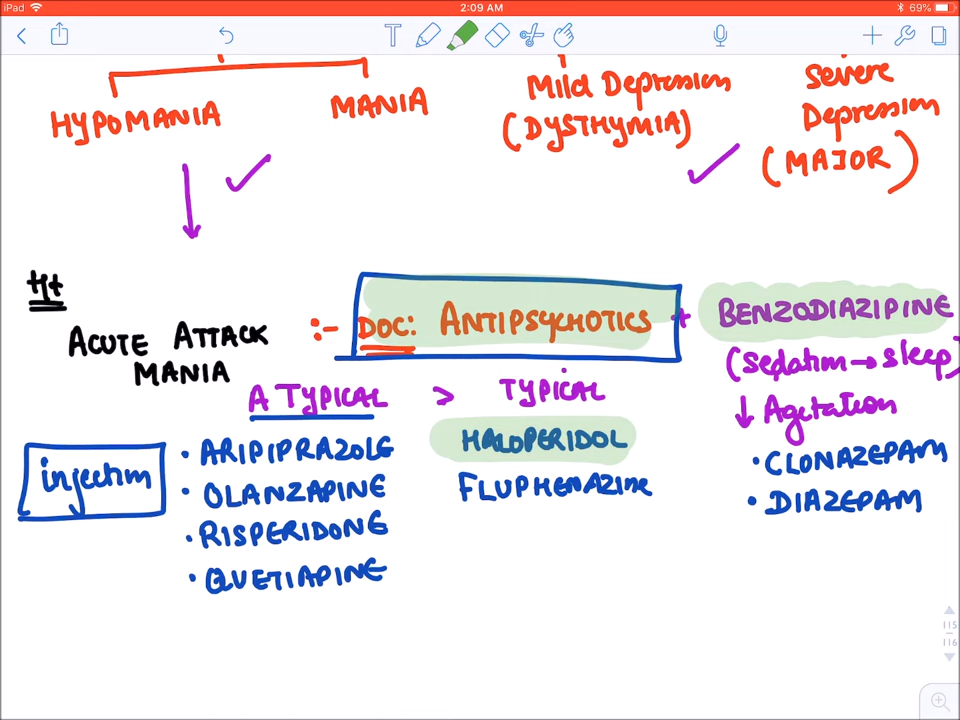 iPad 2:09 AM 69%
T
HYPOMANIA MANIA Mild Depression Severe
(DYSTHYMIA) Depression
(MAJOR)
Ttt
ACUTE ATTACK :- DOC: ANTIPSYCHOTICS + BENZODIAZIPINE
MANIA (Sedation → Sleep)
A TYPICAL > TYPICAL ↓ Agitation
injection • ARIPIPRAZOLE HALOPERIDOL • CLONAZEPAM
• OLANZAPINE FLUPHENAZINE • DIAZEPAM
• RISPERIDONE
• QUETIAPINE
115
116